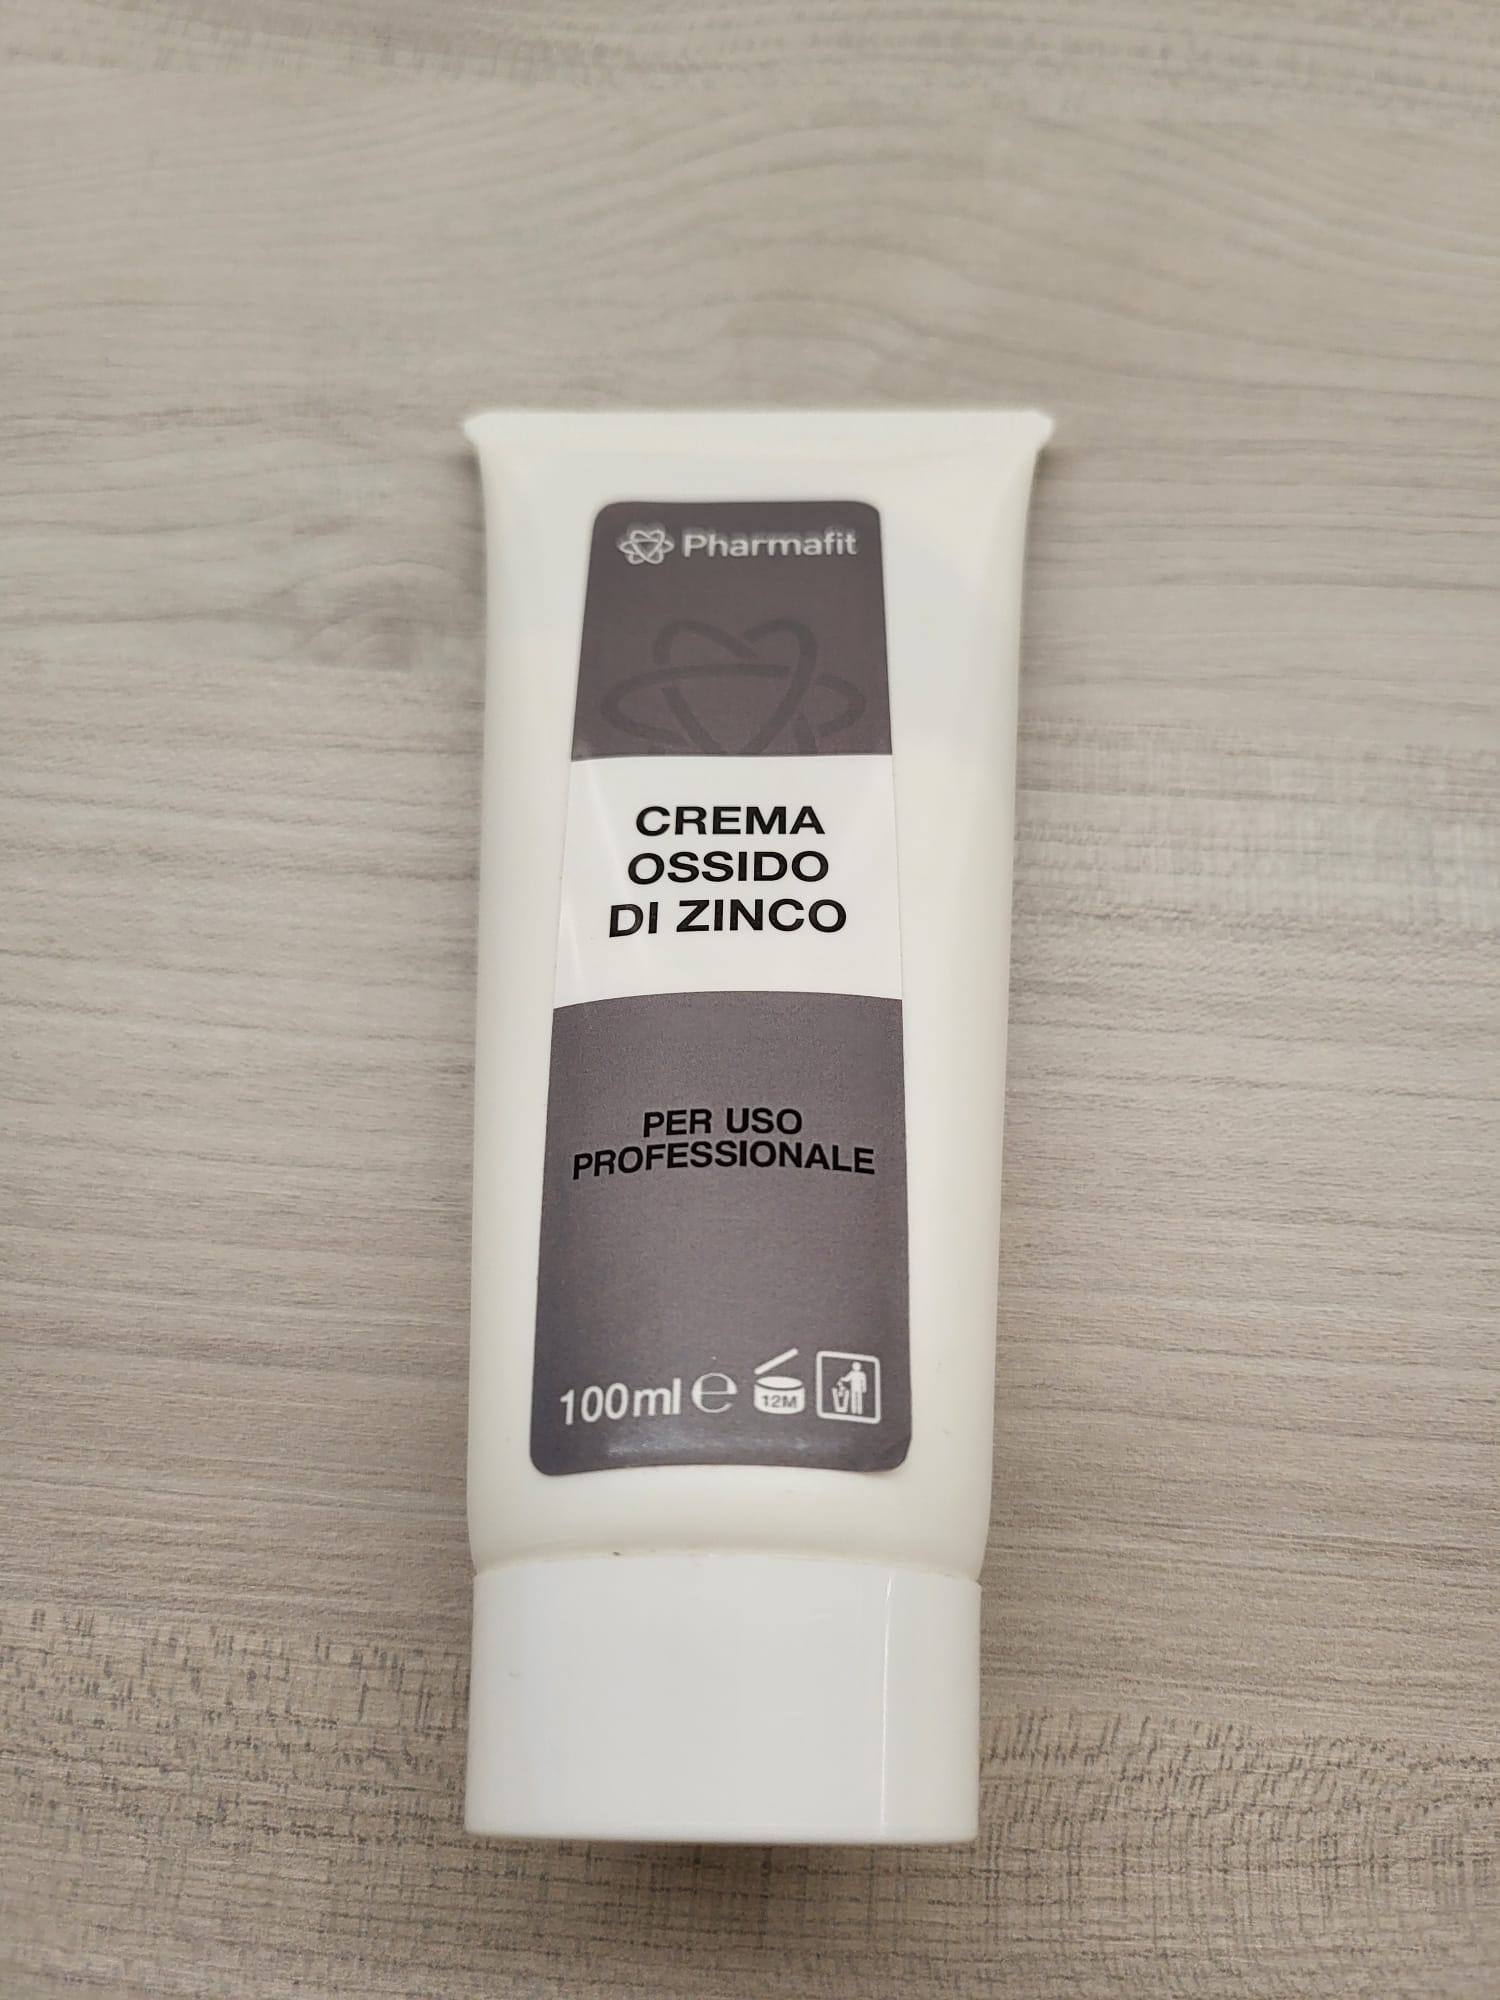 Pharmafit
CREMA
OSSIDO
DI ZINCO
PER USO
PROFESSIONALE
100ml ℮ 12M